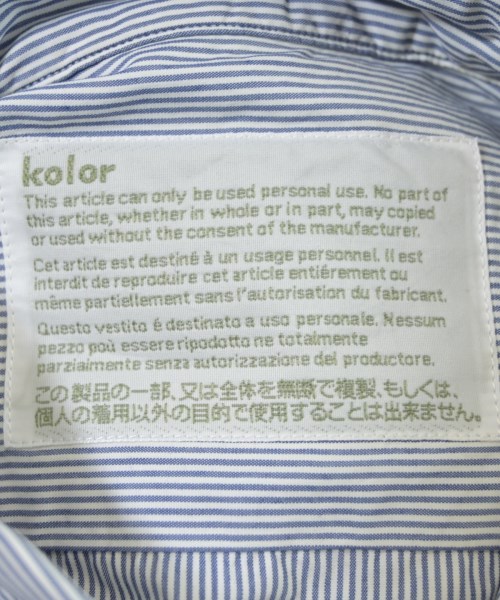 kolor
This article can only be used personal use. No part of
this article, whether in whole or in part, may copied
or used without the consent of the manufacturer.
Cet article est destiné à un usage personnel. Il est
interdit de reproduire cet article entiérement ou
même partiellement sans l'autorisation du fabricant.
Questo vestito é destinato a uso personale. Nessum
pezzo poù essere ripodotto ne totalmente
parziaimente senza autorizzazione del productore.
この製品の一部、又は全体を無断で複製、もしくは、
個人の着用以外の目的で使用することは出来ません。